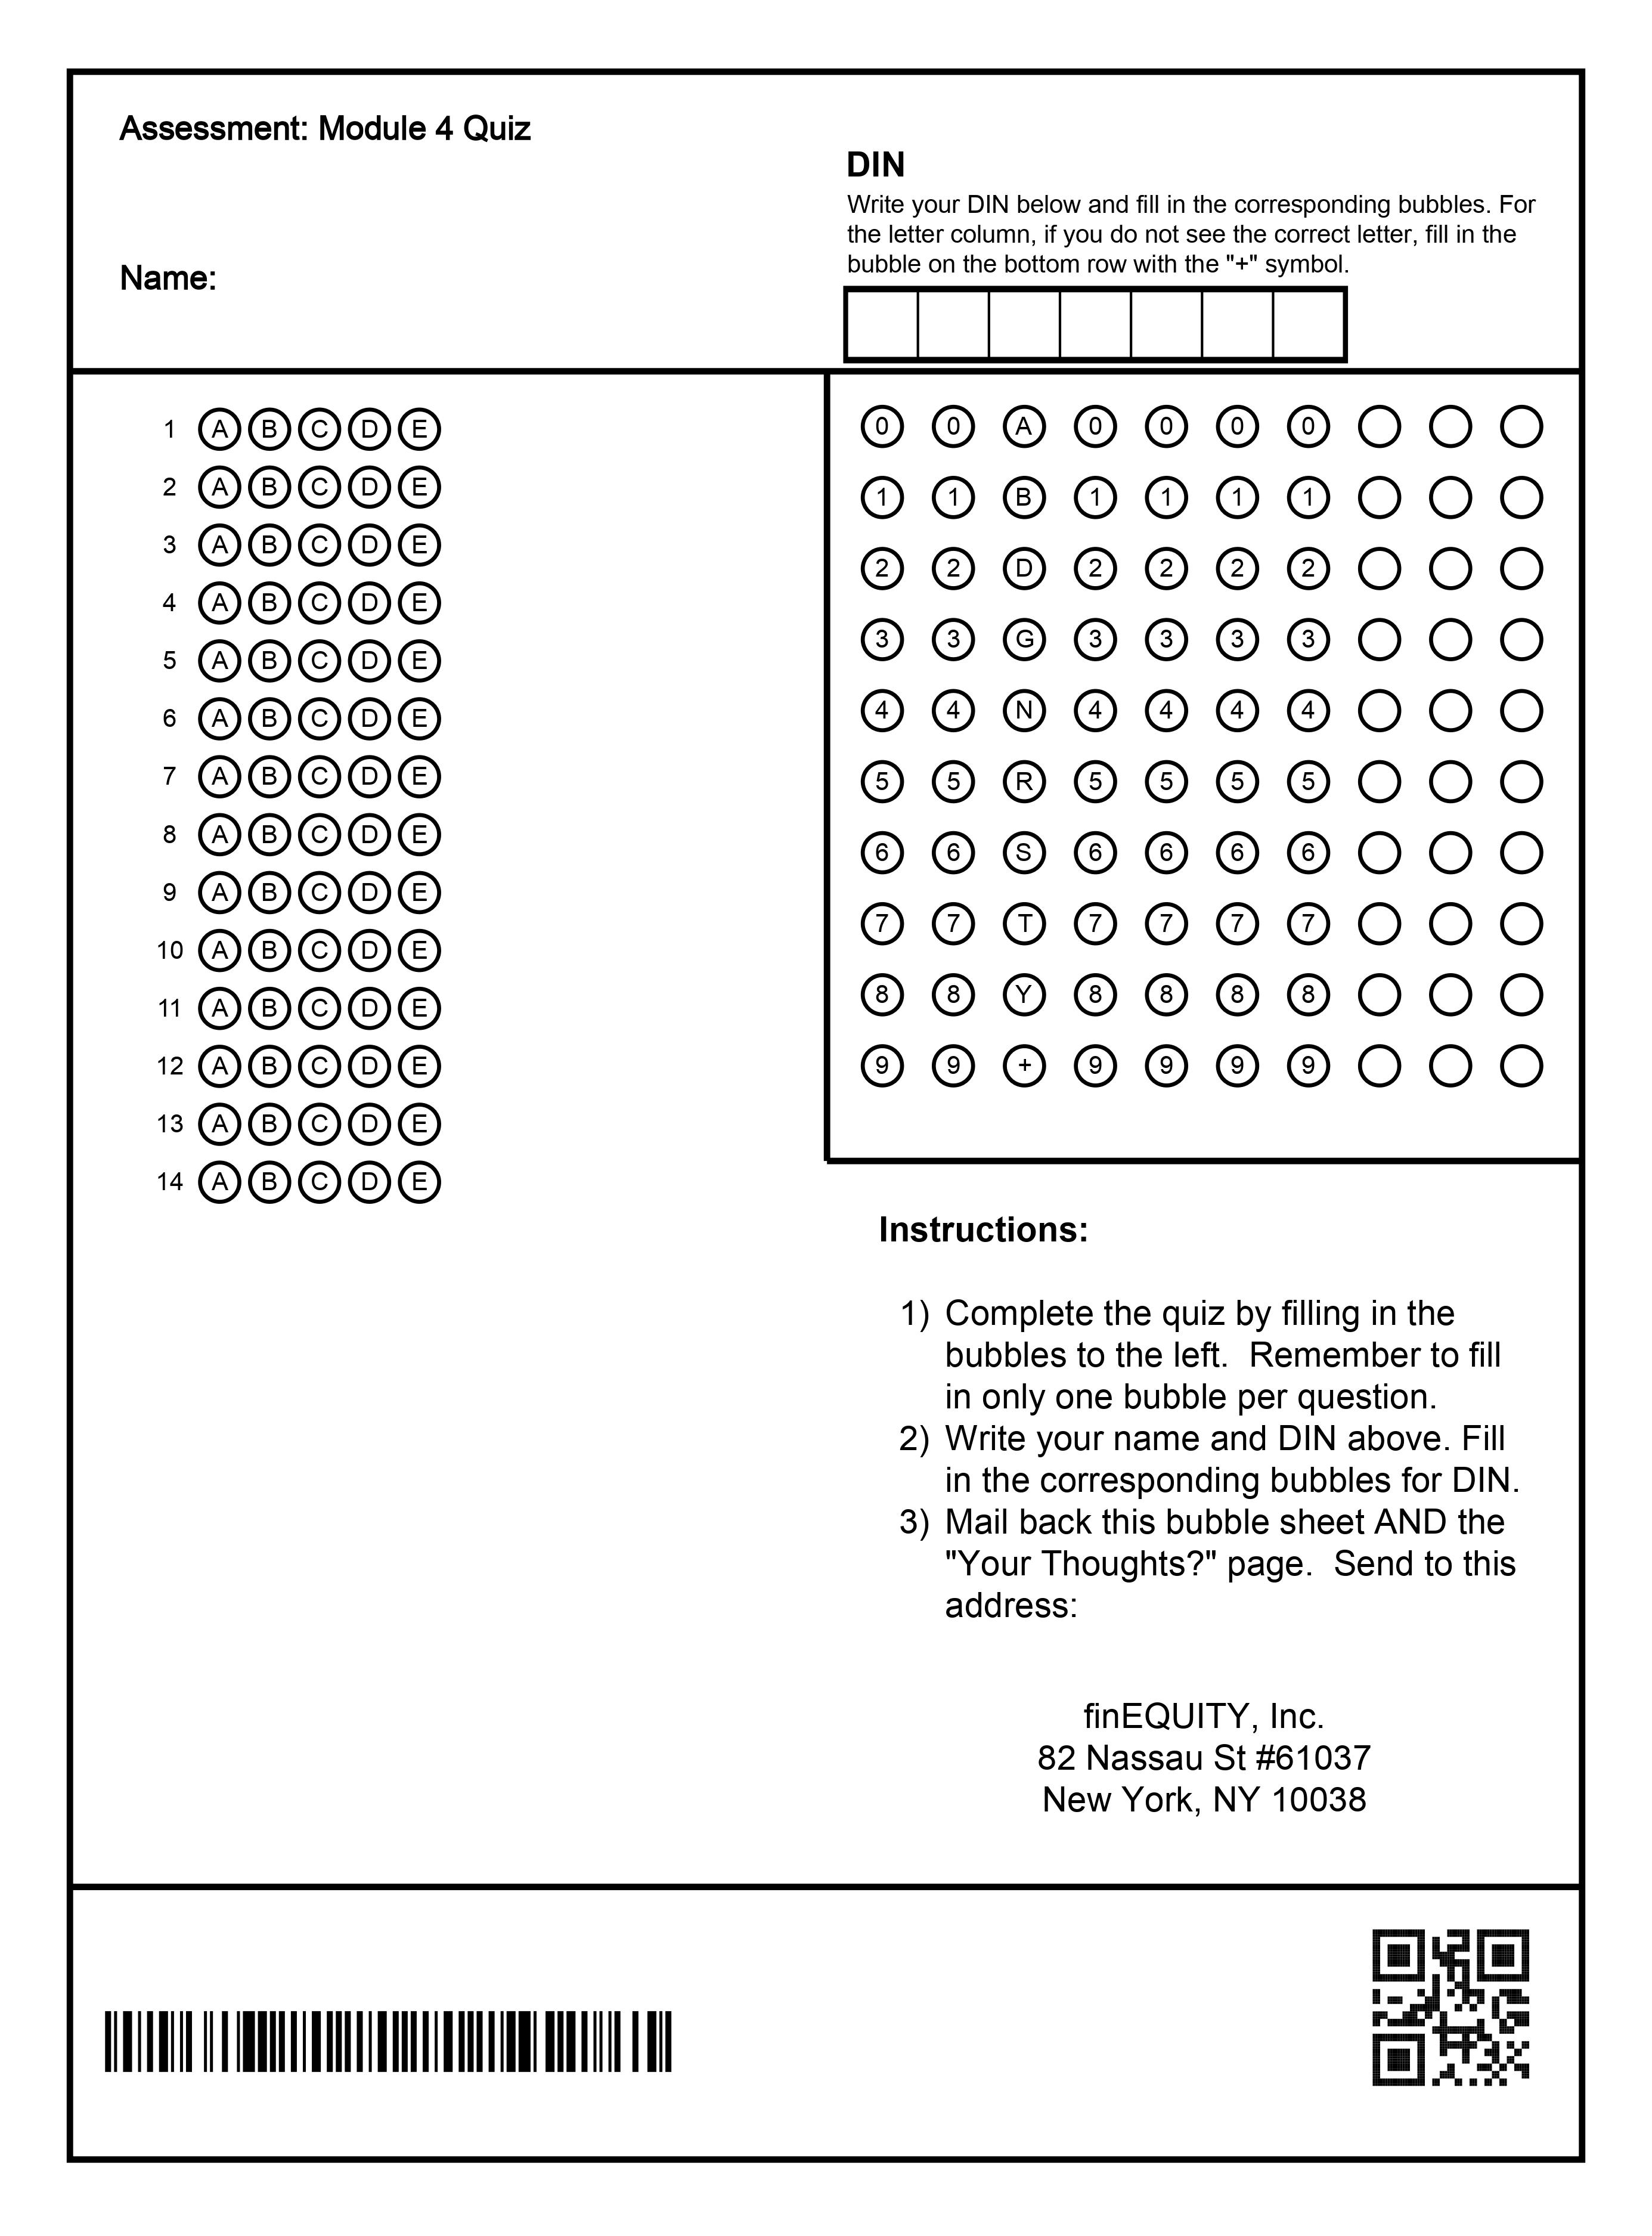 Assessment: Module 4 Quiz
Name:
DIN
Write your DIN below and fill in the corresponding bubbles. For
the letter column, if you do not see the correct letter, fill in the
bubble on the bottom row with the "+" symbol.
1 A B C D E
2 A B C D E
3 A B C D E
4 A B C D E
5 A B C D E
6 A B C D E
7 A B C D E
8 A B C D E
9 A B C D E
10 A B C D E
11 A B C D E
12 A B C D E
13 A B C D E
14 A B C D E
0 0 A 0 0 0 0
1 1 B 1 1 1 1
2 2 D 2 2 2 2
3 3 G 3 3 3 3
4 4 N 4 4 4 4
5 5 R 5 5 5 5
6 6 S 6 6 6 6
7 7 T 7 7 7 7
8 8 Y 8 8 8 8
9 9 + 9 9 9 9
Instructions:
1) Complete the quiz by filling in the
bubbles to the left. Remember to fill
in only one bubble per question.
2) Write your name and DIN above. Fill
in the corresponding bubbles for DIN.
3) Mail back this bubble sheet AND the
"Your Thoughts?" page. Send to this
address:
finEQUITY, Inc.
82 Nassau St #61037
New York, NY 10038